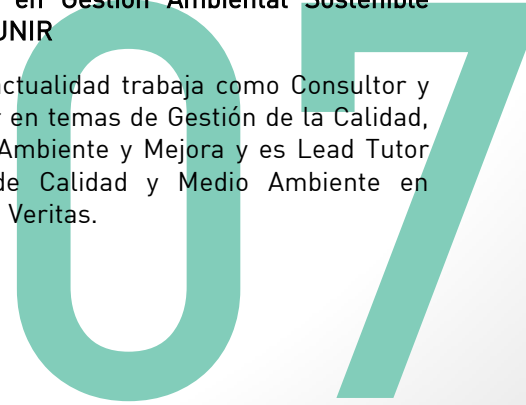 en Gestión Ambiental Sostenible
UNIR
actualidad trabaja como Consultor y
en temas de Gestión de la Calidad,
Ambiente y Mejora y es Lead Tutor
de Calidad y Medio Ambiente en
Veritas.
07